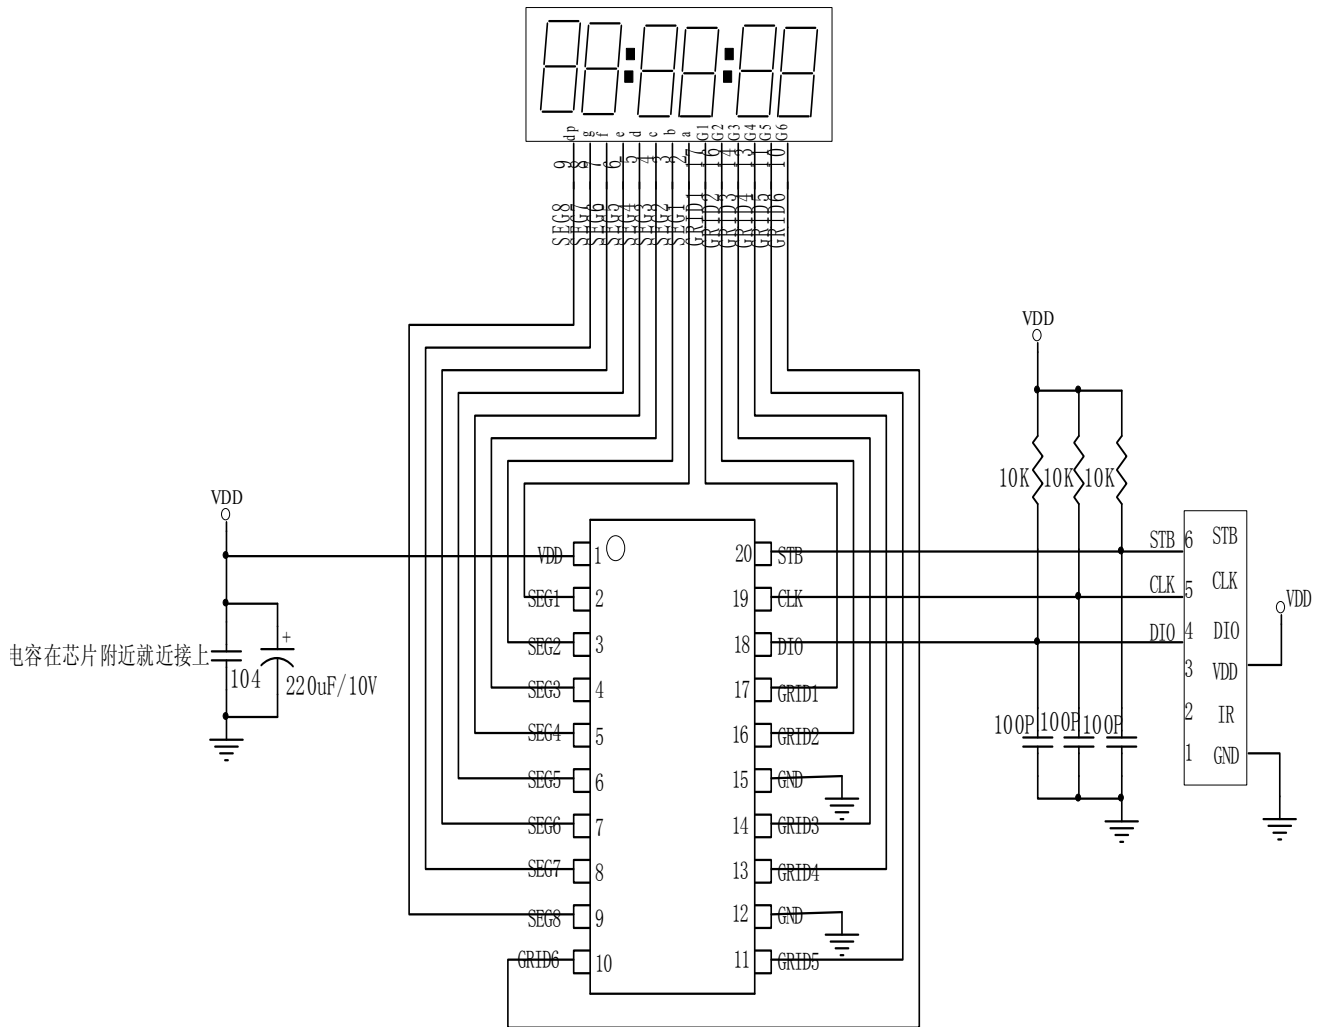 dp g f e d c b a G1 G2 G3 G4 G5 G6
9 8 7 6 5 4 3 2 17 16 14 13 11 10
SEG8 SEG7 SEG6 SEG5 SEG4 SEG3 SEG2 SEG1 GRID1 GRID2 GRID3 GRID4 GRID5 GRID6
VDD
10K 10K 10K
VDD
VDD 1 20 STB
STB 6 STB
SEG1 2 19 CLK
CLK 5 CLK
VDD
SEG2 3 18 DIO
DIO 4 DIO
电容在芯片附近就近接上
104
+
220uF/10V
3 VDD
SEG3 4 17 GRID1
2 IR
SEG4 5 16 GRID2
100P 100P 100P
1 GND
SEG5 6 15 GND
SEG6 7 14 GRID3
SEG7 8 13 GRID4
SEG8 9 12 GND
GRID6 10 11 GRID5